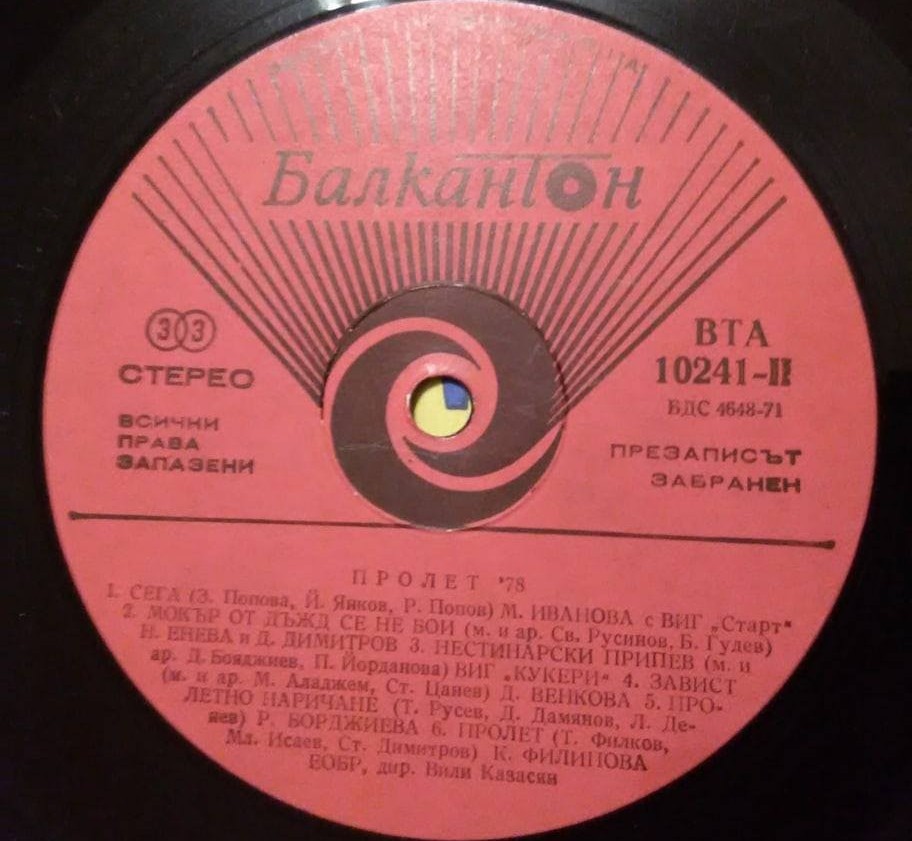 Балкантон
33
СТЕРЕО
ВСИЧКИ
ПРАВА
ЗАПАЗЕНИ
ВТА
10241-II
БДС 4648-71
ПРЕЗАПИСЪТ
ЗАБРАНЕН
ПРОЛЕТ '78
1. СЕГА (З. Попова, Й. Янков, Р. Попов) М. ИВАНОВА с ВИГ „Старт“
2. МОКЪР ОТ ДЪЖД СЕ НЕ БОИ (м. и ар. Св. Русинов, Б. Гудев)
Н. ЕНЕВА и Д. ДИМИТРОВ 3. НЕСТИНАРСКИ ПРИПЕВ (м. и
ар. Д. Бояджиев, П. Йорданова) ВИГ „КУКЕРИ“ 4. ЗАВИСТ
(м. и ар. М. Аладжем, Ст. Цанев) Д. ВЕНКОВА 5. ПРО-
ЛЕТНО НАРИЧАНЕ (Т. Русев, Д. Дамянов, Л. Де-
нев) Р. БОРДЖИЕВА 6. ПРОЛЕТ (Т. Филков,
Мл. Исаев, Ст. Димитров) К. ФИЛИПОВА
ЕОБР, дир. Вили Казасян